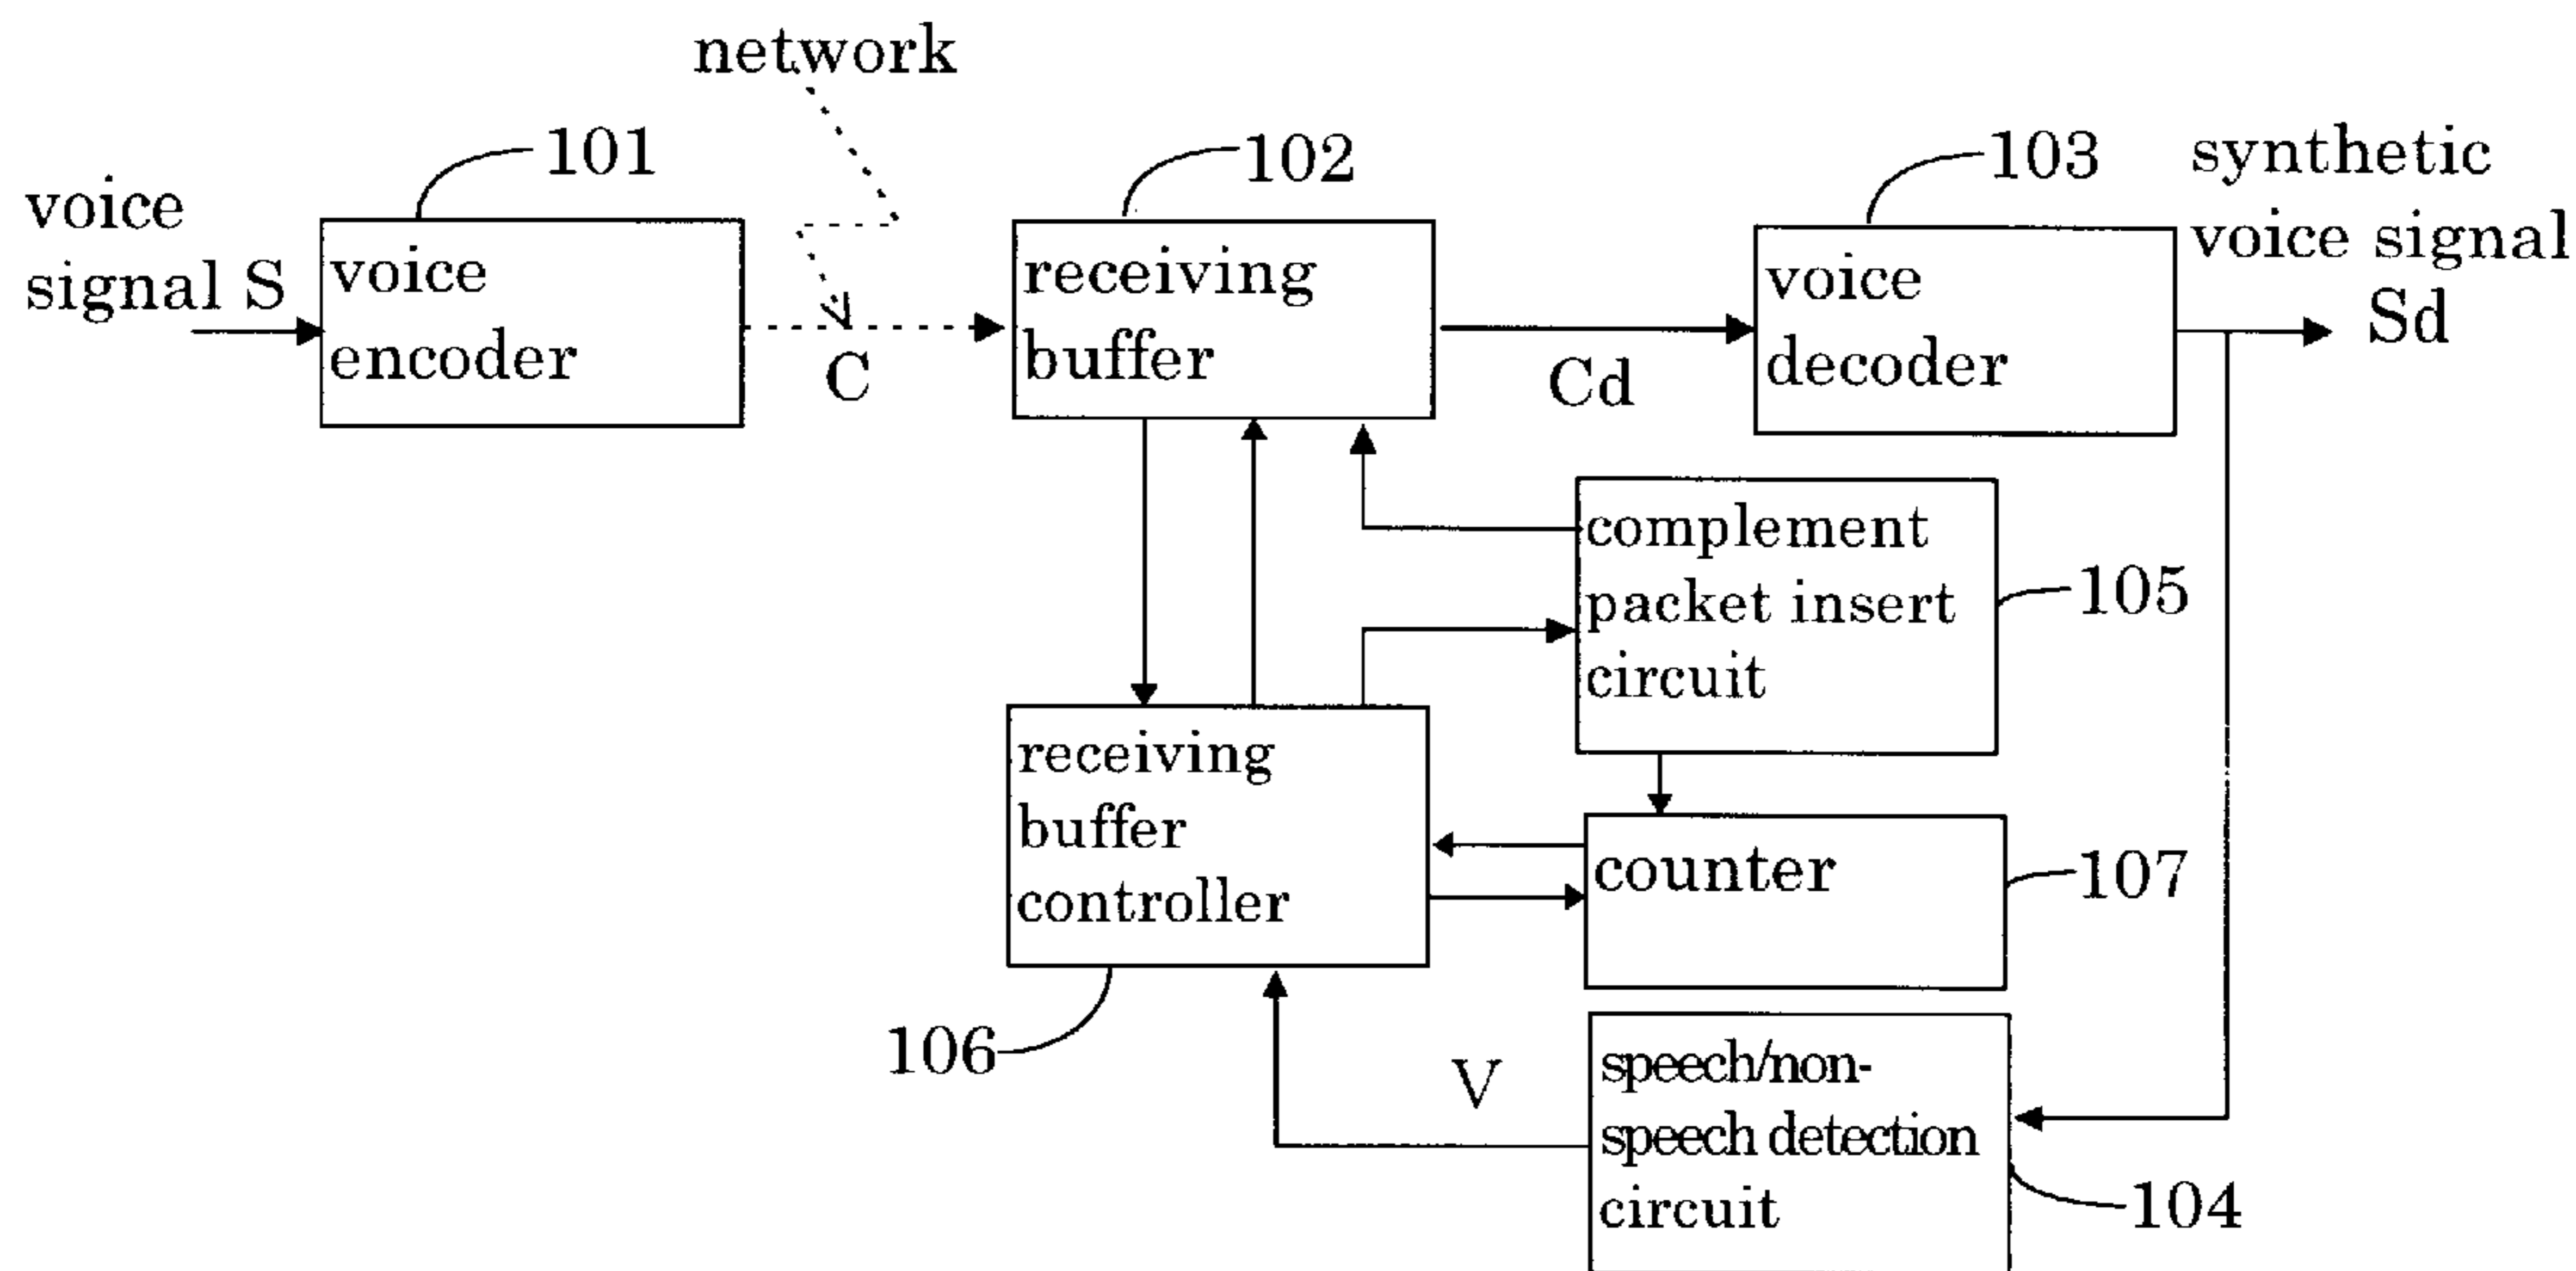 network
101
102
103
synthetic
voice signal
Sd
voice
signal S
voice
encoder
C
receiving
buffer
Cd
voice
decoder
complement
packet insert
circuit
105
receiving
buffer
controller
counter
107
106
V
speech/non-
speech detection
circuit
104